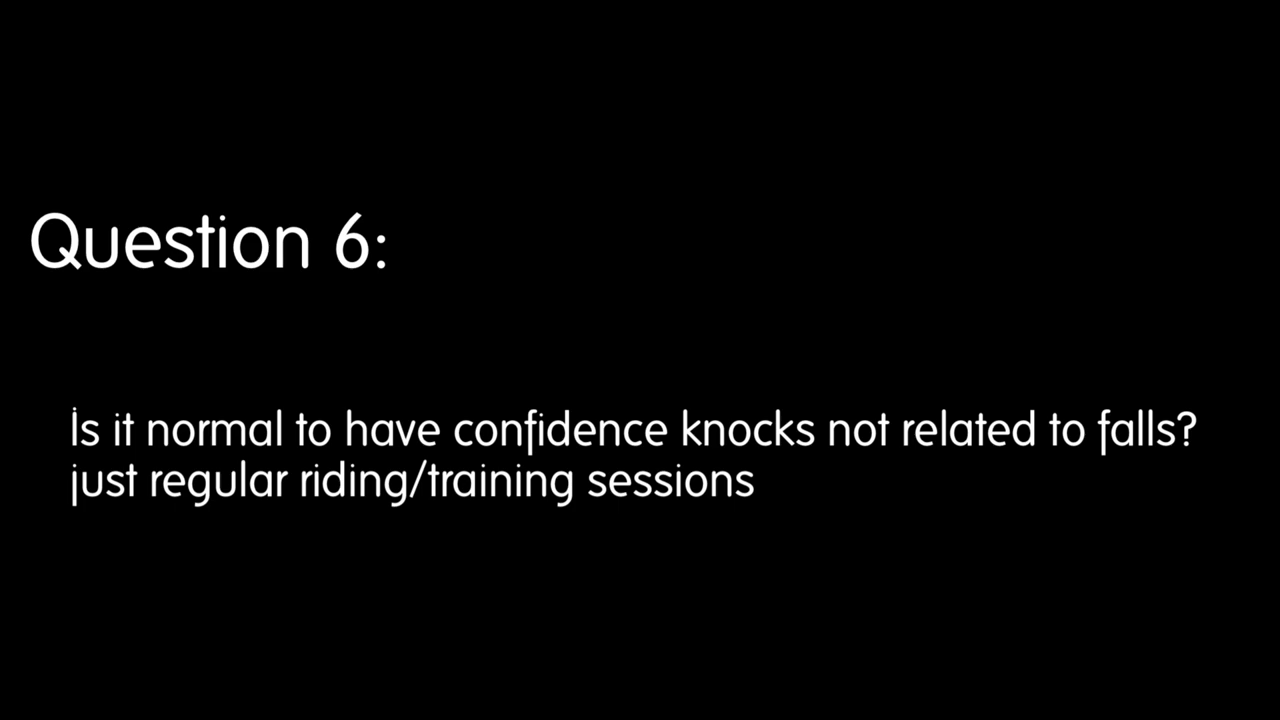 Question 6:
Is it normal to have confidence knocks not related to falls?
just regular riding/training sessions